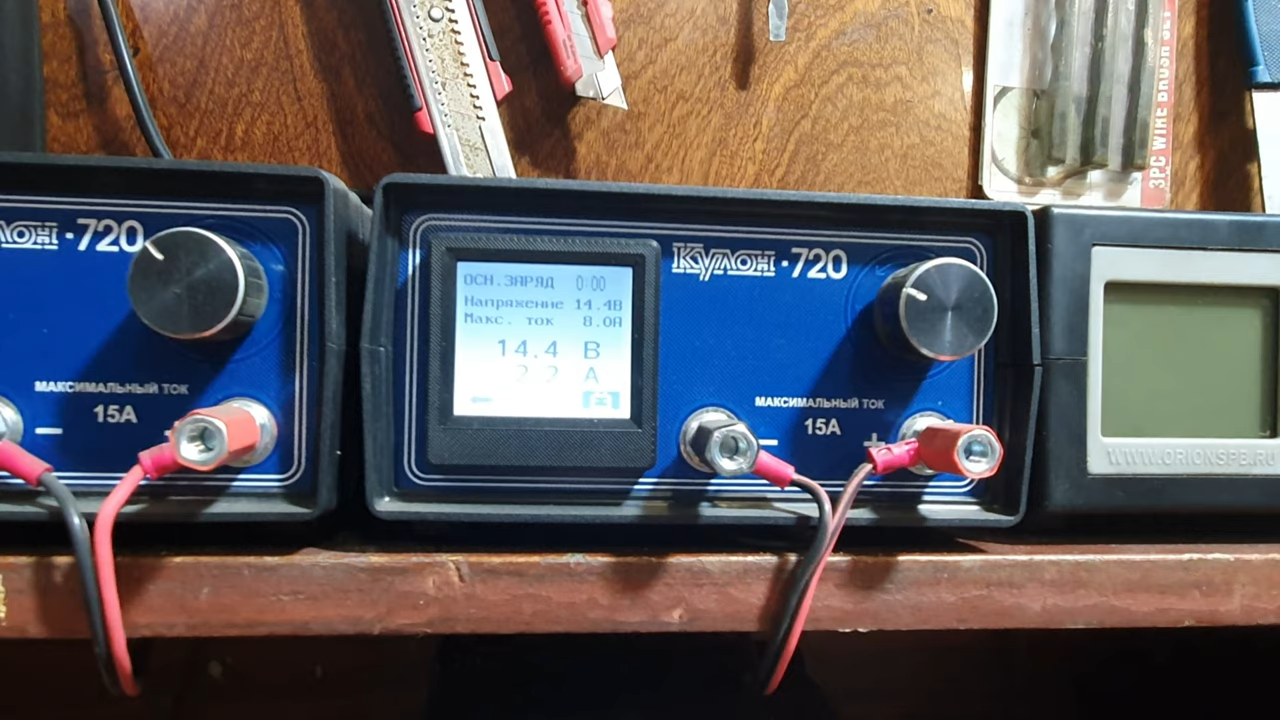 -720
МАКСИМАЛЬНЫЙ ТОК
15А
−
КУЛОН-720
ОСН.ЗАРЯД 0:00
Напряжение 14.4В
Макс. ток 8.0А
14.4 В
2.2 А
МАКСИМАЛЬНЫЙ ТОК
15А
− +
WWW.ORIONSPB.RU
3PC WIRE BRUSH SET